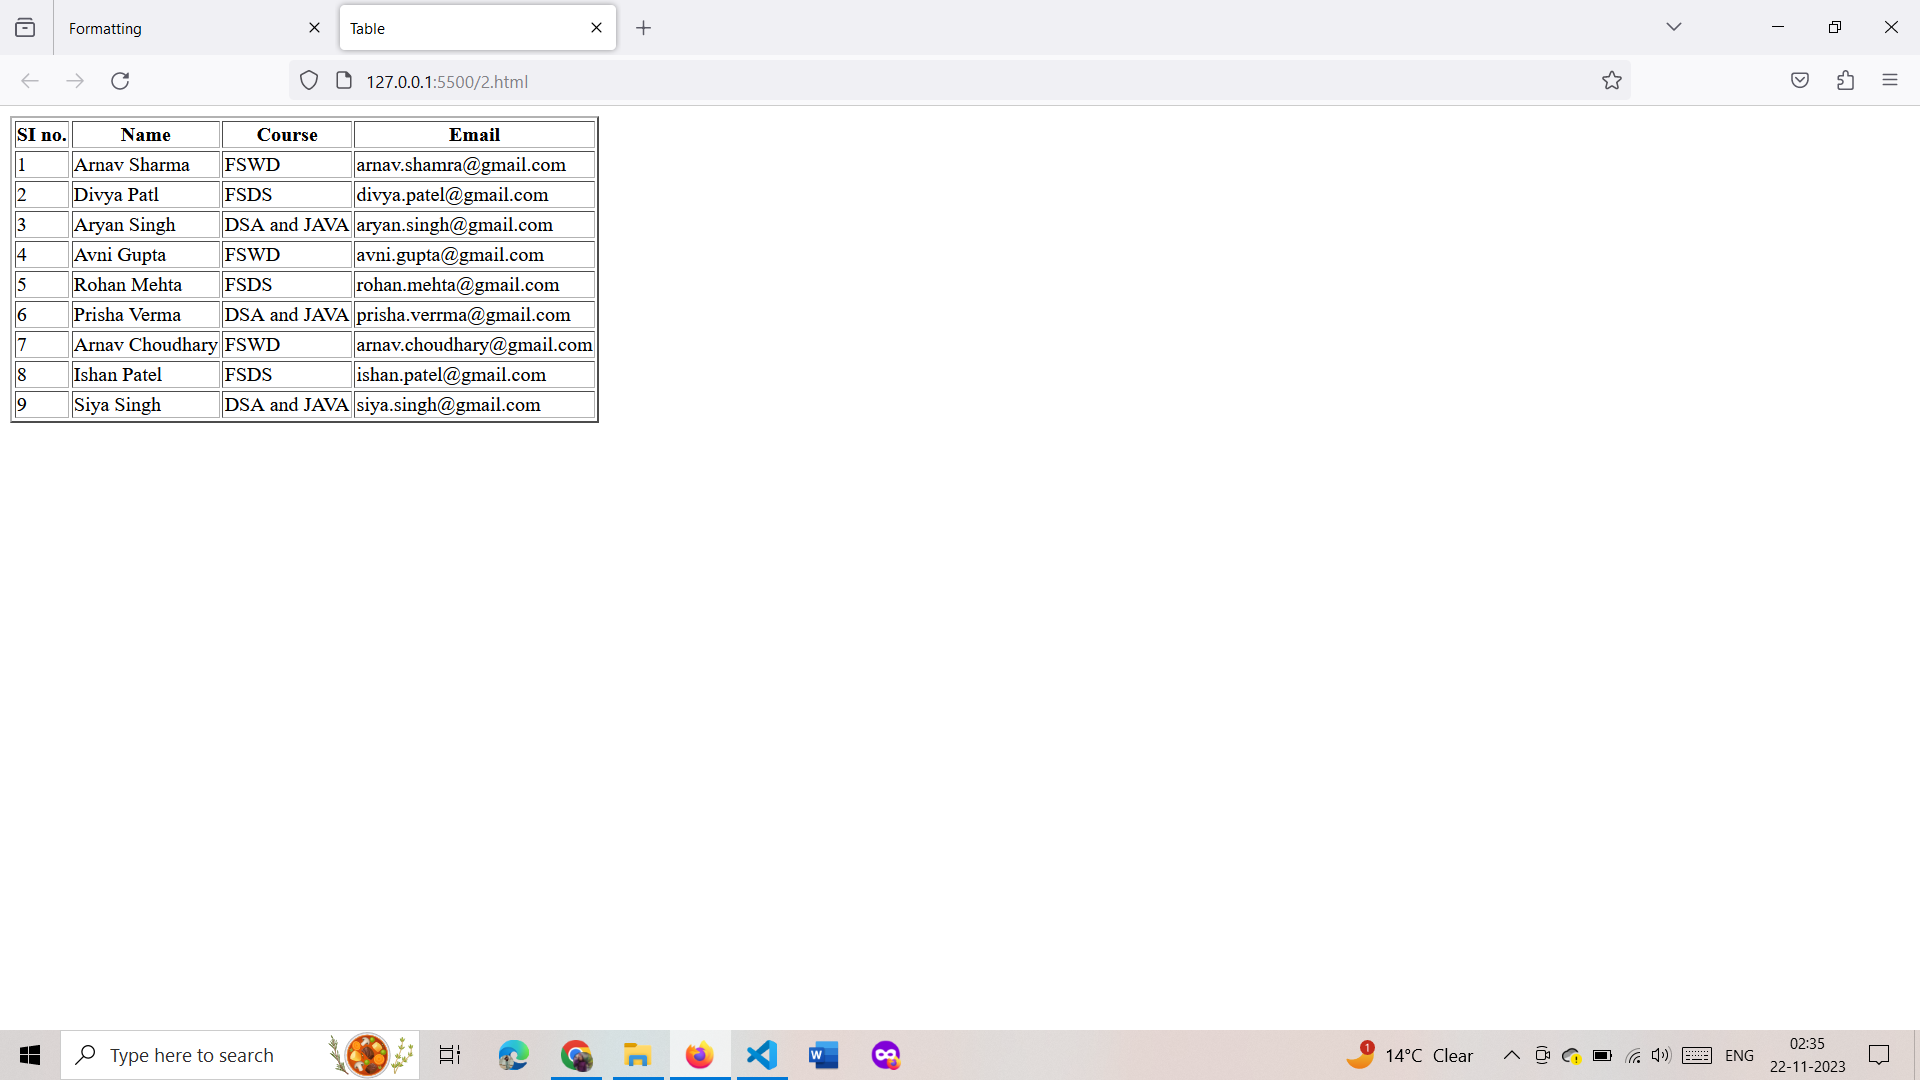 Formatting
Table
127.0.0.1:5500/2.html
SI no. Name Course Email
1 Arnav Sharma FSWD arnav.shamra@gmail.com
2 Divya Patl FSDS divya.patel@gmail.com
3 Aryan Singh DSA and JAVA aryan.singh@gmail.com
4 Avni Gupta FSWD avni.gupta@gmail.com
5 Rohan Mehta FSDS rohan.mehta@gmail.com
6 Prisha Verma DSA and JAVA prisha.verrma@gmail.com
7 Arnav Choudhary FSWD arnav.choudhary@gmail.com
8 Ishan Patel FSDS ishan.patel@gmail.com
9 Siya Singh DSA and JAVA siya.singh@gmail.com
Type here to search
W
1
14°C Clear
ENG
02:35
22-11-2023